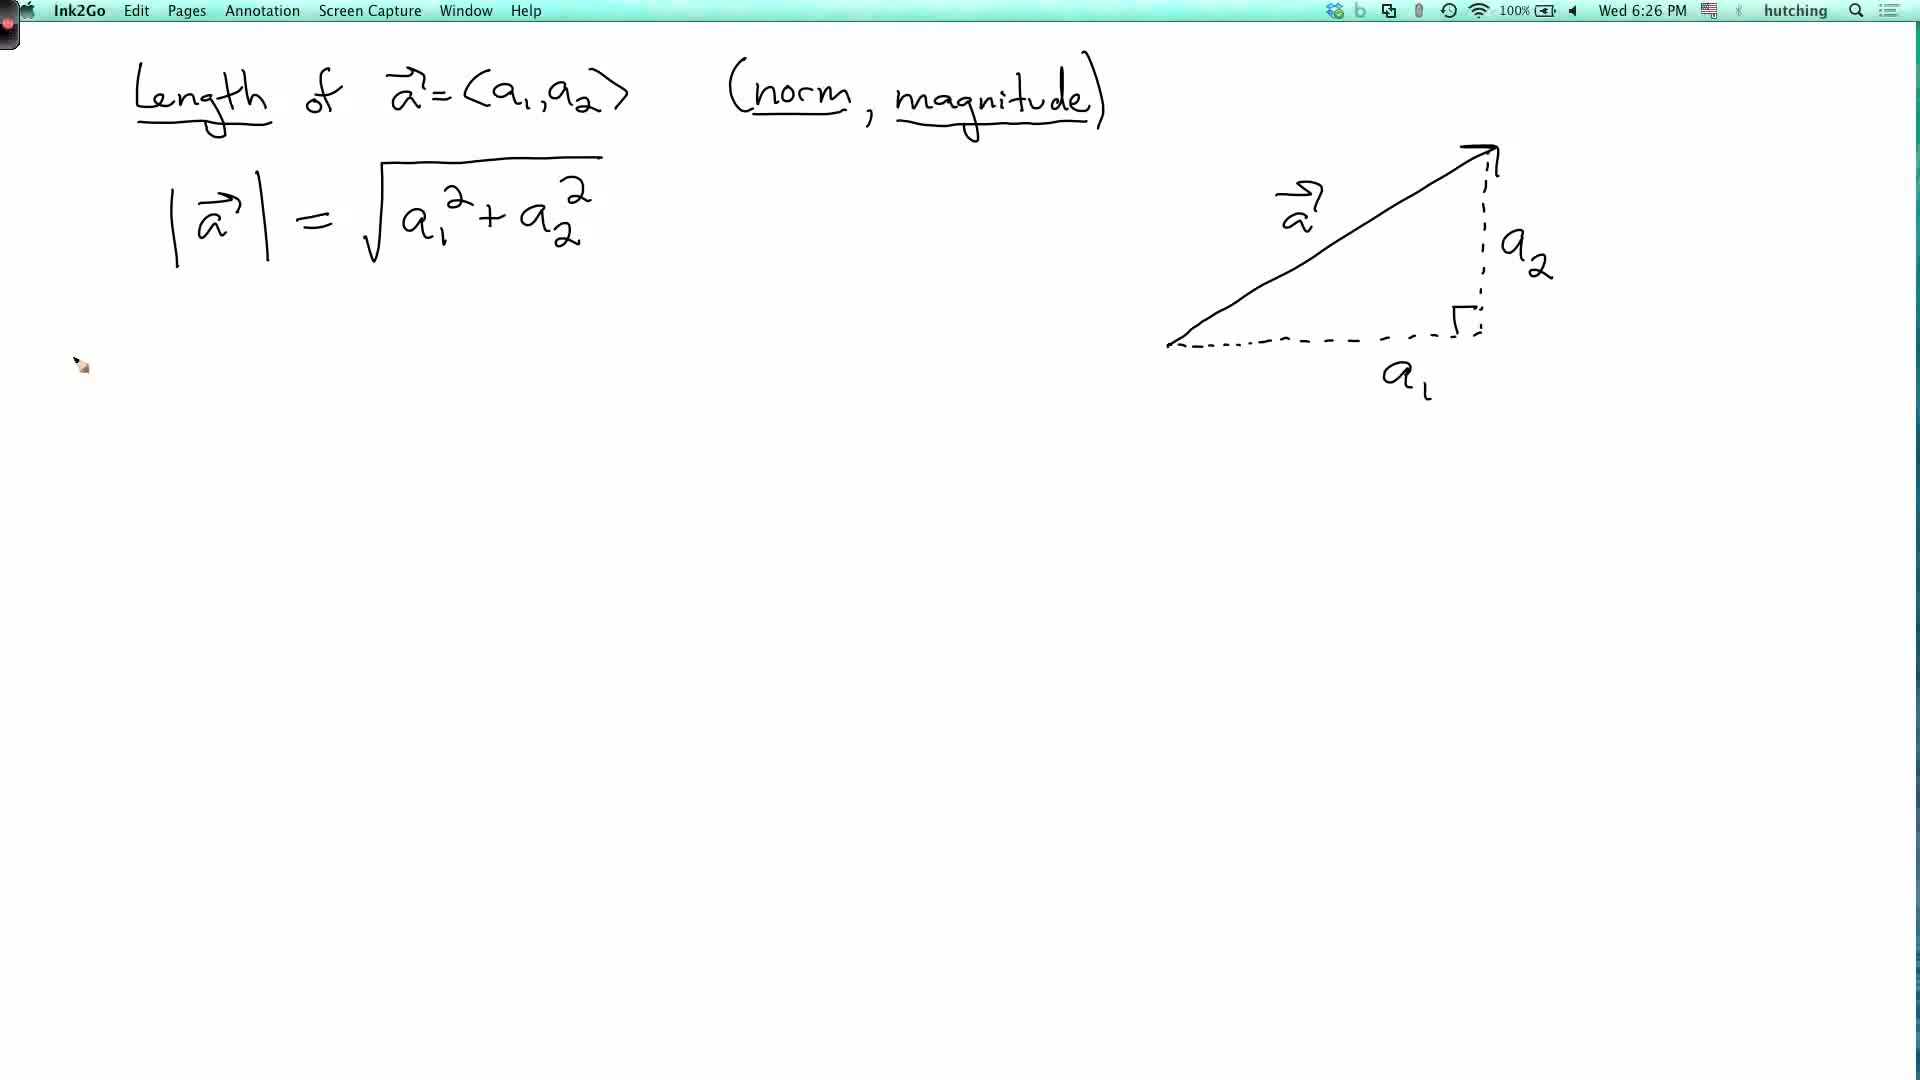 Ink2Go Edit Pages Annotation Screen Capture Window Help 100% Wed 6:26 PM hutching
Length of a⃗ = ⟨a₁, a₂⟩ (norm, magnitude)
|a⃗| = √(a₁² + a₂²)
a⃗
a₂
a₁